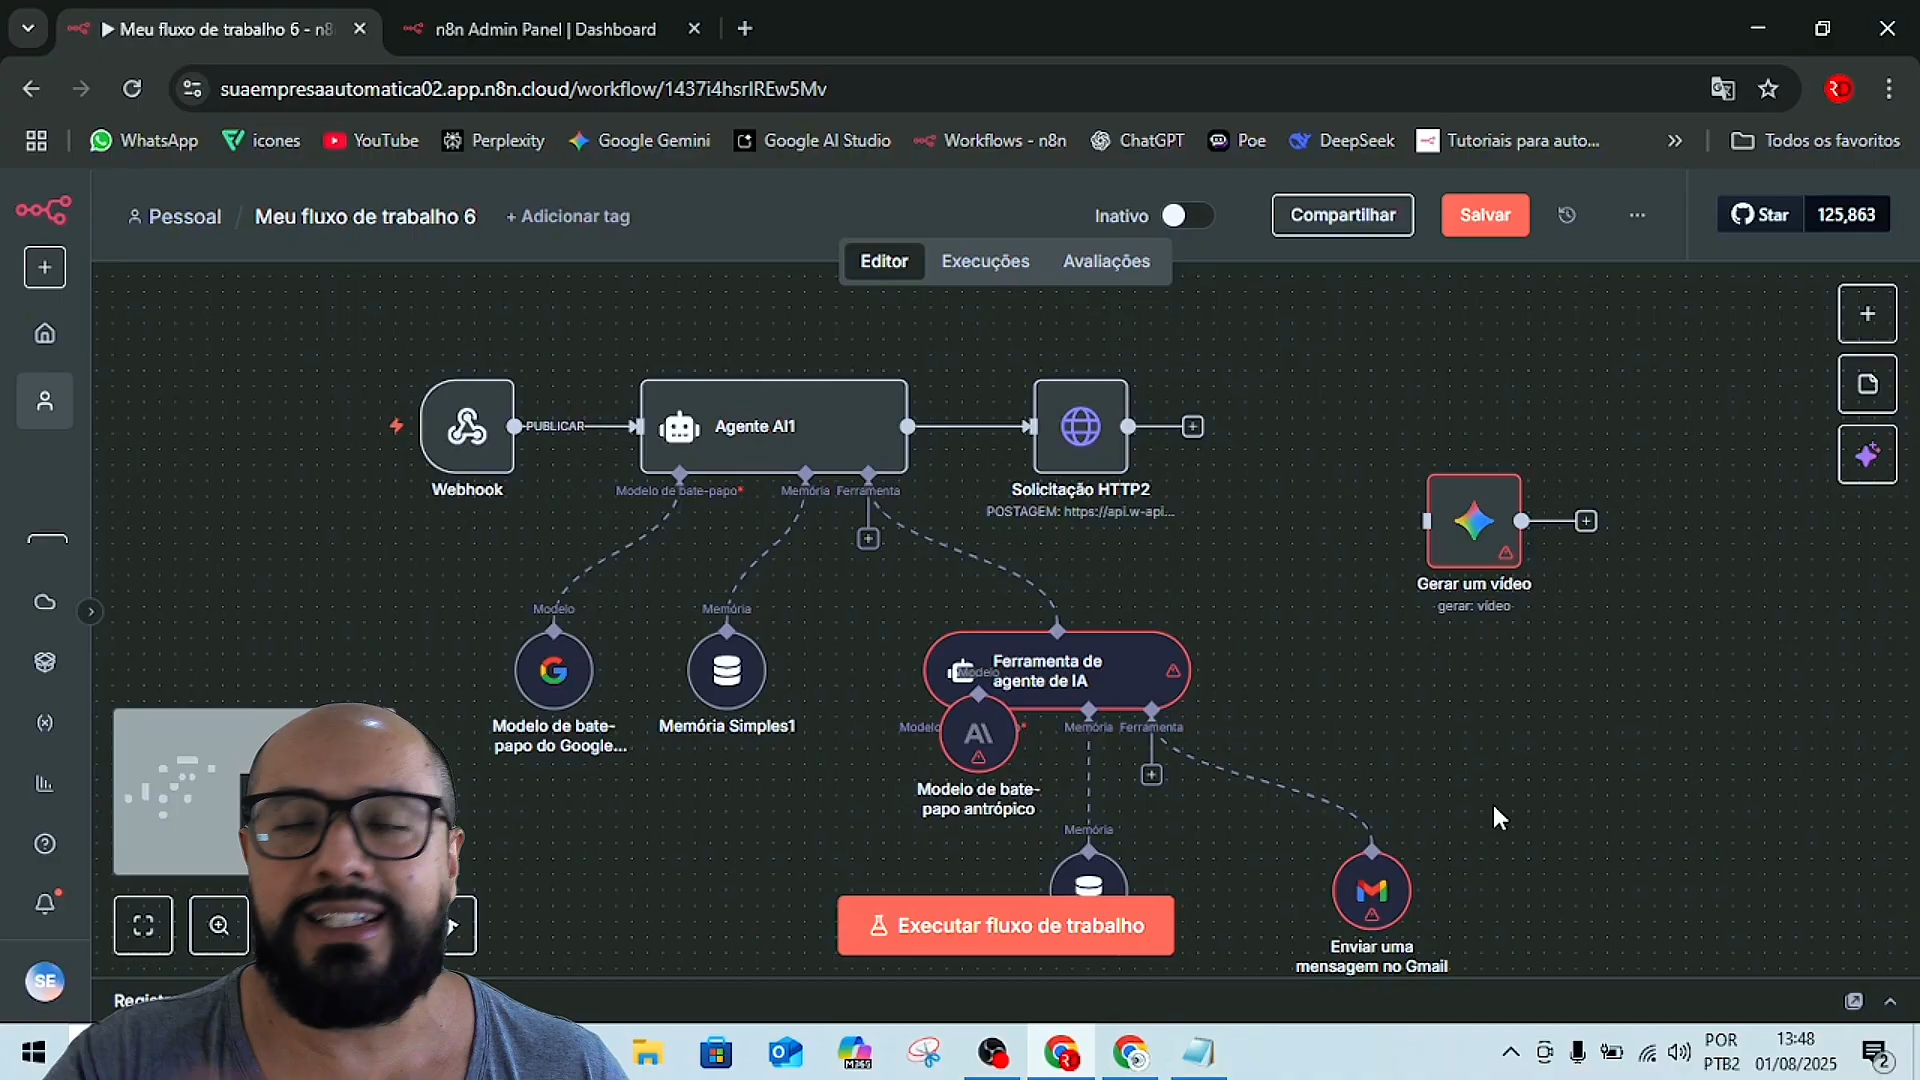 Meu fluxo de trabalho 6 - n8
n8n Admin Panel | Dashboard
suaempresaautomatica02.app.n8n.cloud/workflow/1437i4hsrIREw5Mv
RD
WhatsApp
icones
YouTube
Perplexity
Google Gemini
Google AI Studio
Workflows - n8n
ChatGPT
Poe
DeepSeek
Tutoriais para auto...
Todos os favoritos
Pessoal / Meu fluxo de trabalho 6
+ Adicionar tag
Inativo
Compartilhar
Salvar
Star 125,863
Editor
Execuções
Avaliações
PUBLICAR
Agente AI1
Webhook
Modelo de bate-papo*
Memória
Ferramenta
Solicitação HTTP2
POSTAGEM: https://api.w-api...
Gerar um vídeo
gerar: vídeo
Modelo
Memória
Ferramenta de
agente de IA
Modelo
Modelo de bate-
papo do Google...
Memória Simples1
Modelo
Memória
Ferramenta
Modelo de bate-
papo antrópico
Memória
Executar fluxo de trabalho
Enviar uma
mensagem no Gmail
SE
M365
POR
PTB2
13:48
01/08/2025
2